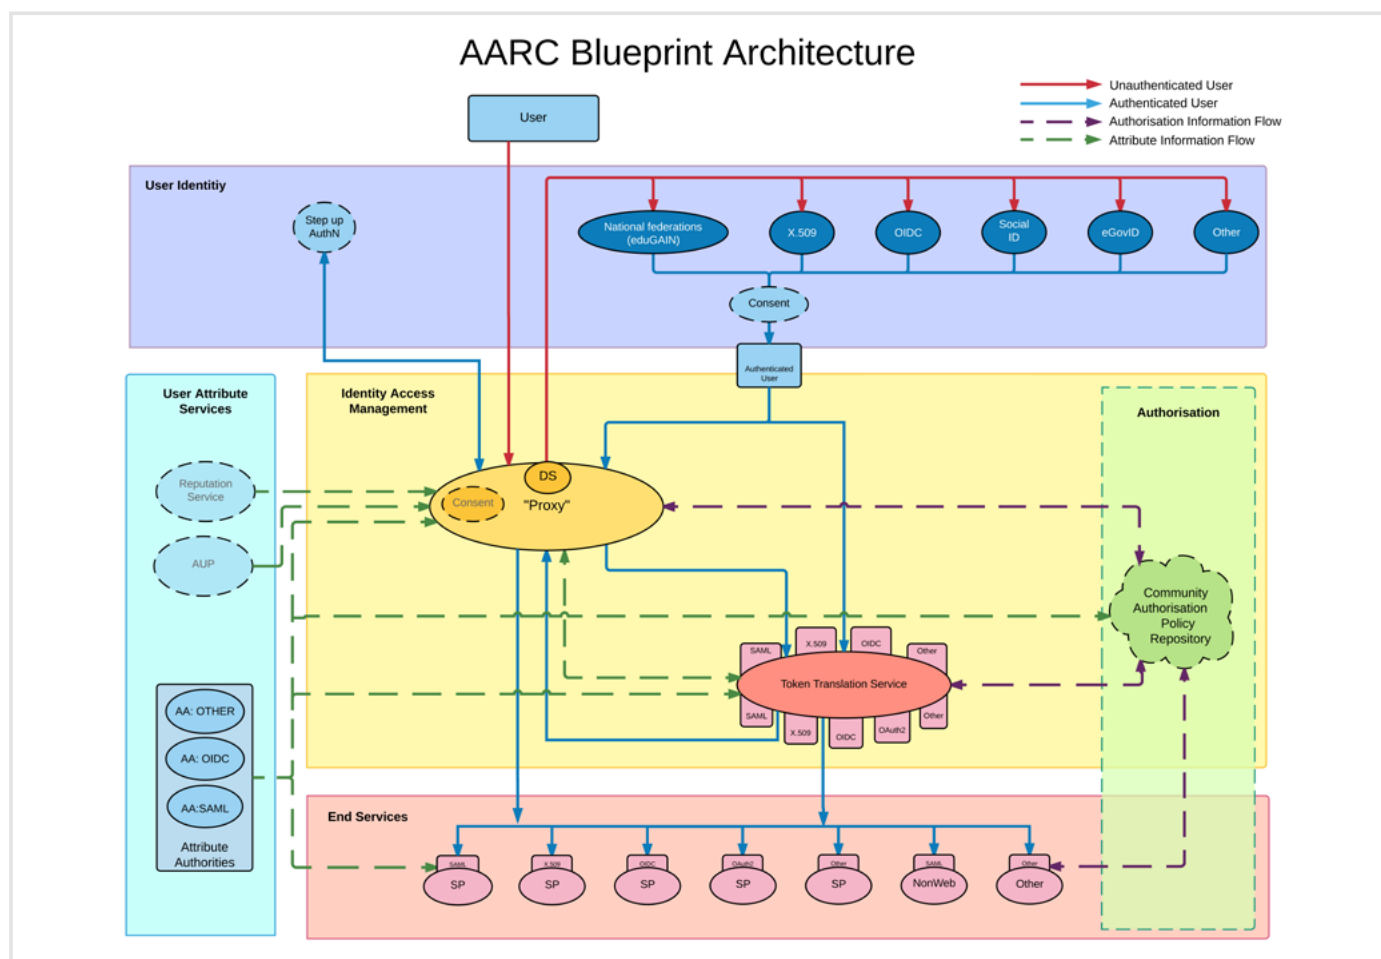 AARC Blueprint Architecture
Unauthenticated User
Authenticated User
Authorisation Information Flow
Attribute Information Flow
User
User Identitiy
Step up
AuthN
National federations
(eduGAIN)
X.509
OIDC
Social
ID
eGovID
Other
Consent
Authenticated
User
User Attribute
Services
Identity Access
Management
Authorisation
Reputation
Service
AUP
DS
Consent
"Proxy"
Community
Authorisation
Policy
Repository
SAML
X.509
OIDC
Other
Token Translation Service
SAML
X.509
OIDC
OAuth2
Other
AA: OTHER
AA: OIDC
AA:SAML
Attribute
Authorities
End Services
SAML
SP
X.509
SP
OIDC
SP
OAuth2
SP
Other
SP
SAML
NonWeb
Other
Other